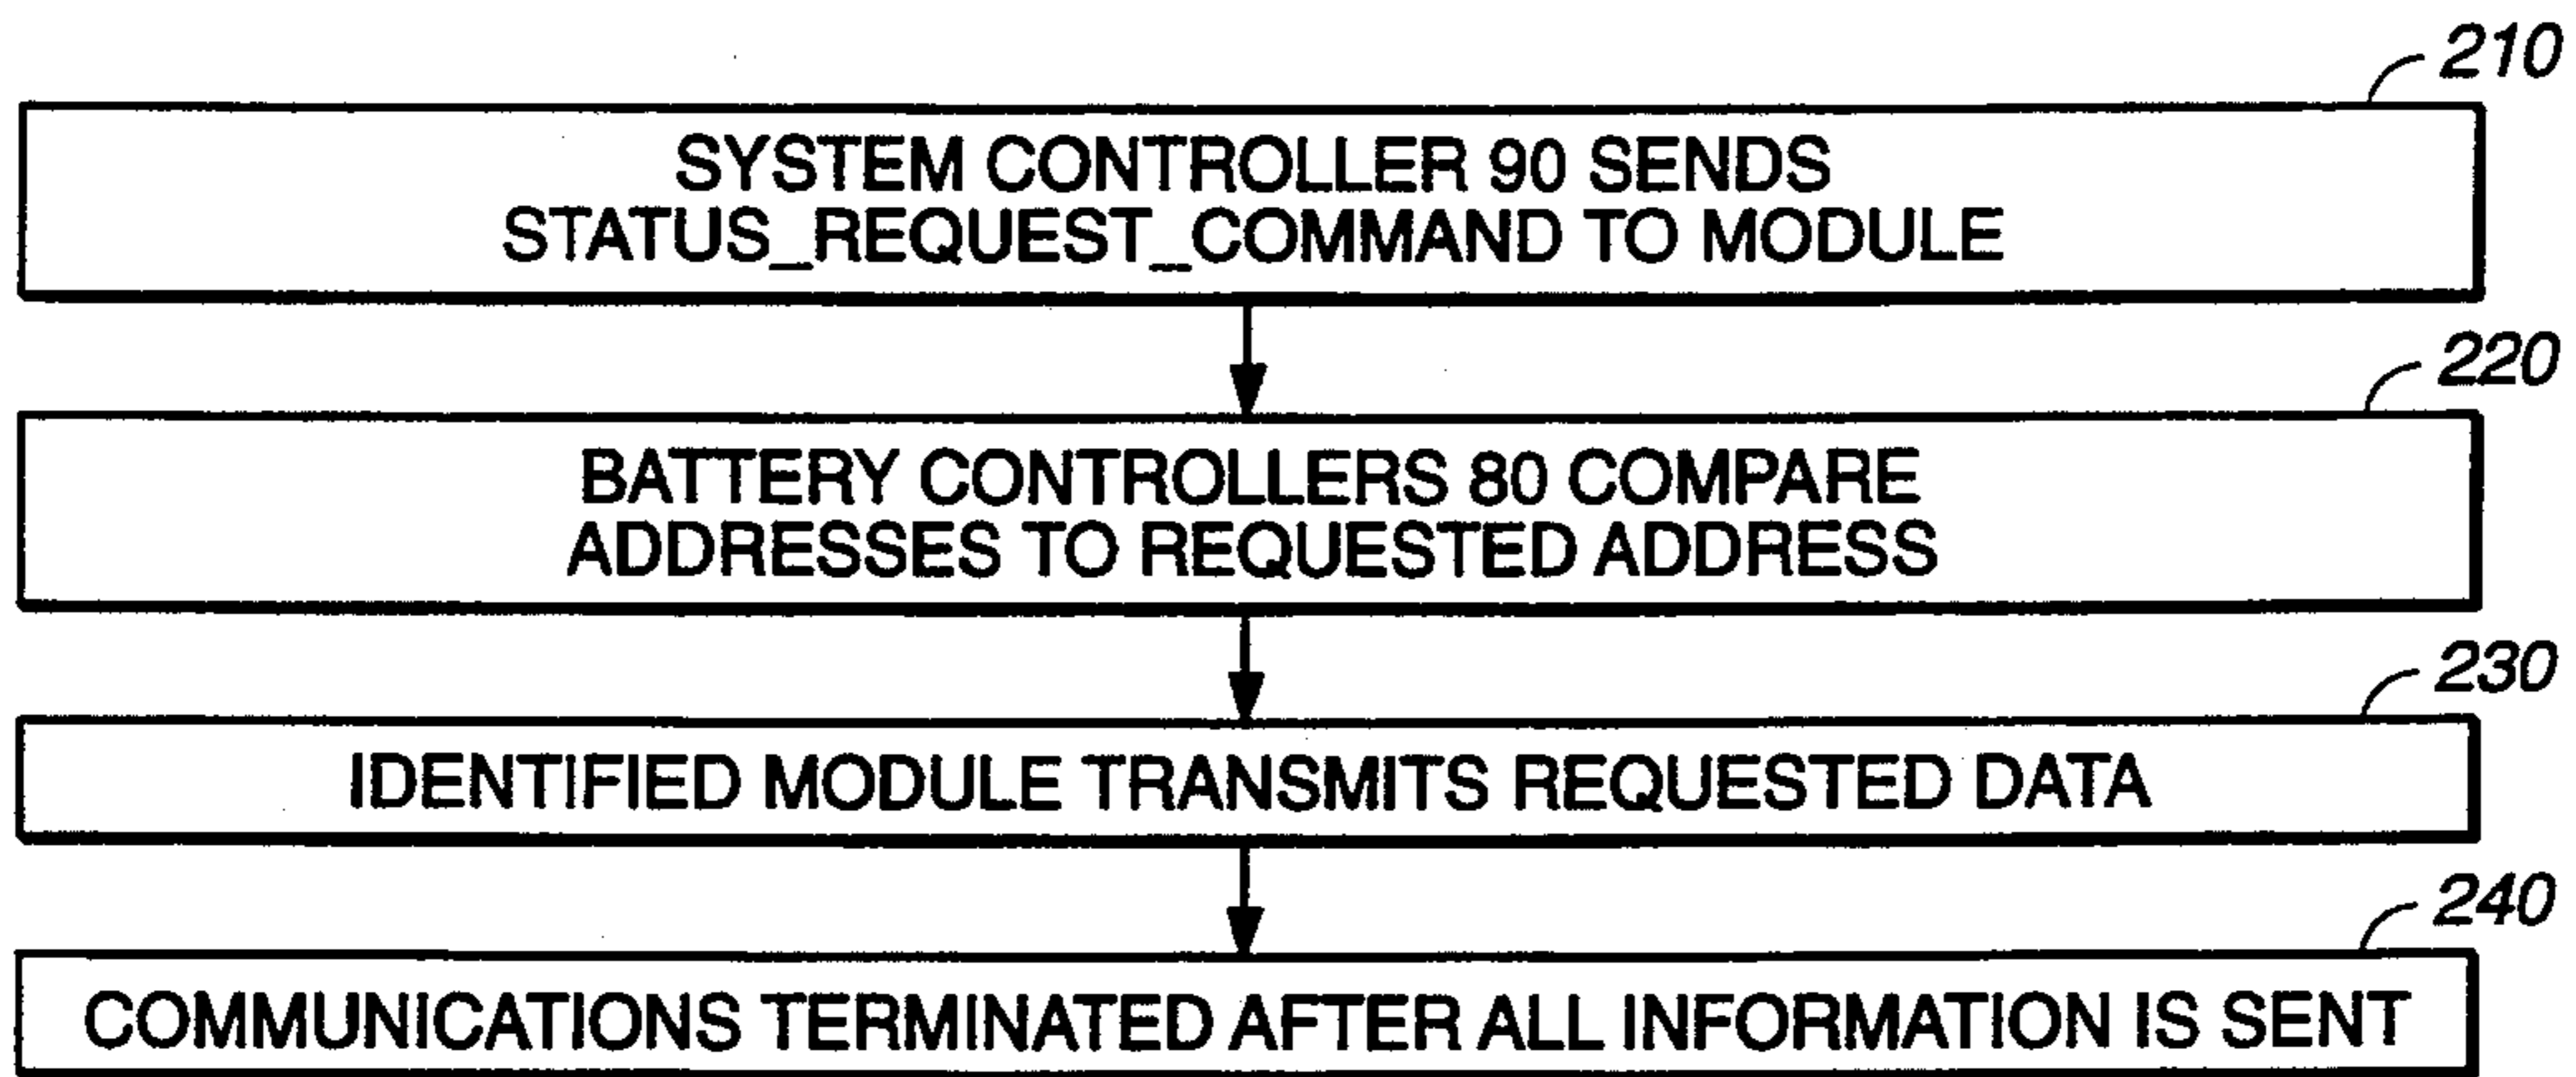 210
SYSTEM CONTROLLER 90 SENDS
STATUS_REQUEST_COMMAND TO MODULE
220
BATTERY CONTROLLERS 80 COMPARE
ADDRESSES TO REQUESTED ADDRESS
230
IDENTIFIED MODULE TRANSMITS REQUESTED DATA
240
COMMUNICATIONS TERMINATED AFTER ALL INFORMATION IS SENT